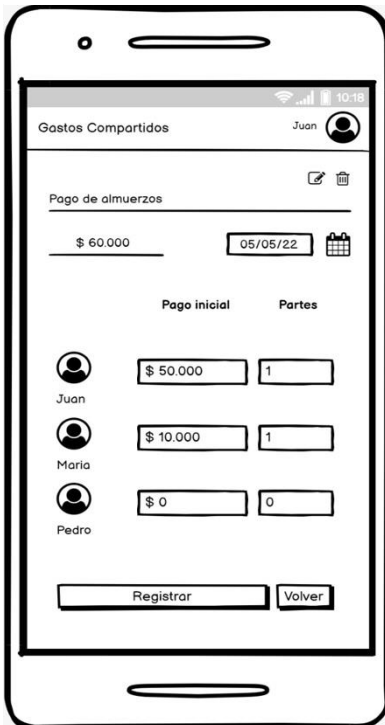 10:18
Gastos Compartidos Juan
Pago de almuerzos
$ 60.000 05/05/22
Pago inicial Partes
$ 50.000 1
Juan
$ 10.000 1
Maria
$ 0 0
Pedro
Registrar Volver